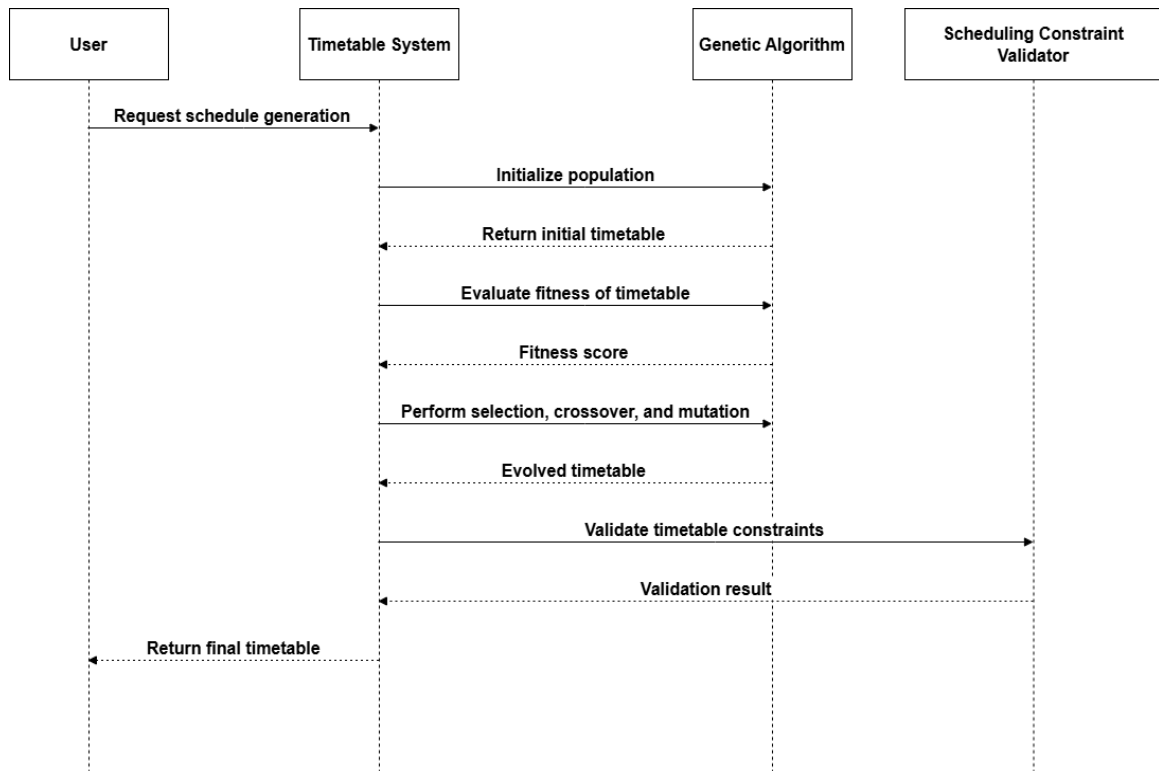 User
Timetable System
Genetic Algorithm
Scheduling Constraint
Validator
Request schedule generation
Initialize population
Return initial timetable
Evaluate fitness of timetable
Fitness score
Perform selection, crossover, and mutation
Evolved timetable
Validate timetable constraints
Validation result
Return final timetable